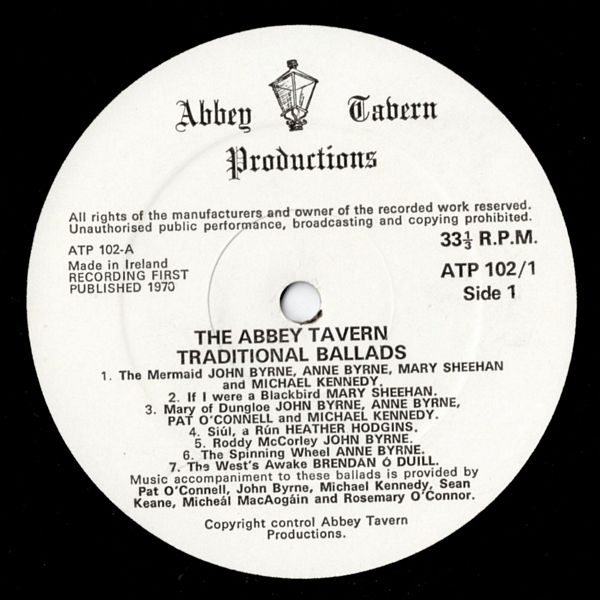 Abbey Tavern
Productions
All rights of the manufacturers and owner of the recorded work reserved.
Unauthorised public performance, broadcasting and copying prohibited.
33⅓ R.P.M.
ATP 102-A
Made in Ireland
RECORDING FIRST
PUBLISHED 1970
ATP 102/1
Side 1
THE ABBEY TAVERN
TRADITIONAL BALLADS
1. The Mermaid JOHN BYRNE, ANNE BYRNE, MARY SHEEHAN
and MICHAEL KENNEDY.
2. If I were a Blackbird MARY SHEEHAN.
3. Mary of Dungloe JOHN BYRNE, ANNE BYRNE,
PAT O'CONNELL and MICHAEL KENNEDY.
4. Siúl, a Rún HEATHER HODGINS.
5. Roddy McCorley JOHN BYRNE.
6. The Spinning Wheel ANNE BYRNE.
7. The West's Awake BRENDÁN Ó DUILL.
Music accompaniment to these ballads is provided by
Pat O'Connell, John Byrne, Michael Kennedy, Sean
Keane, Micheál MacAogáin and Rosemary O'Connor.
Copyright control Abbey Tavern
Productions.